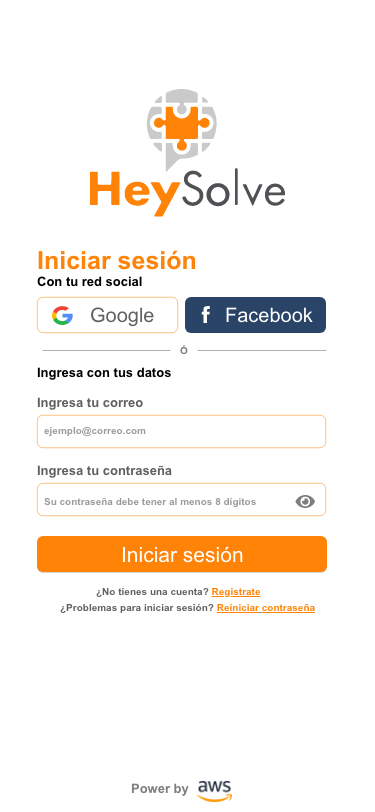 HeySolve
Iniciar sesión
Con tu red social
Google
Facebook
Ó
Ingresa con tus datos
Ingresa tu correo
ejemplo@correo.com
Ingresa tu contraseña
Su contraseña debe tener al menos 8 digitos
Iniciar sesión
¿No tienes una cuenta? Registrate
¿Problemas para iniciar sesión? Reiniciar contraseña
Power by aws